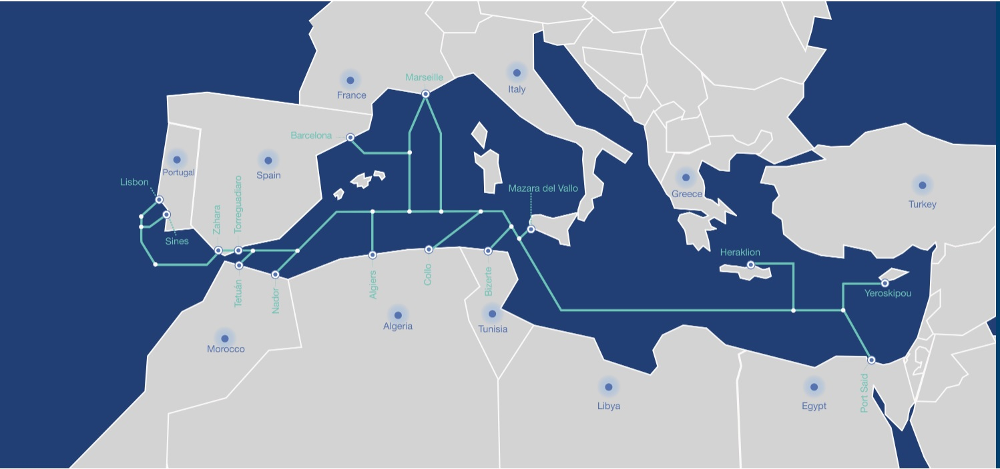 Marseille
Italy
France
Barcelona
Portugal
Spain
Lisbon
Mazara del Vallo
Greece
Turkey
Zahara
Torreguadiaro
Sines
Heraklion
Tetuán
Nador
Algiers
Collo
Bizerte
Yeroskipou
Algeria
Tunisia
Morocco
Libya
Egypt
Port Said